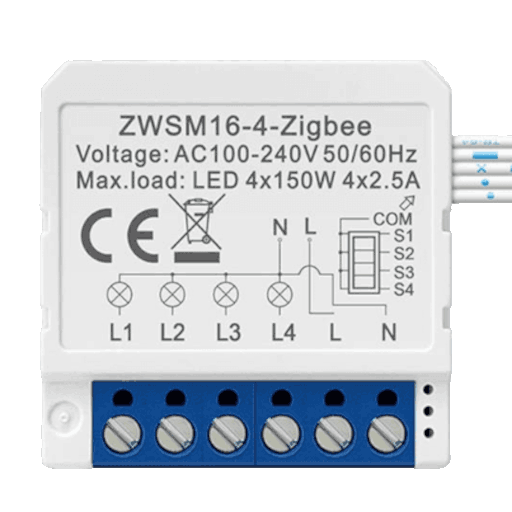 ZWSM16-4-Zigbee
Voltage: AC100-240V 50/60Hz
Max.load: LED 4x150W 4x2.5A
CE
COM
N L
S1
S2
S3
S4
L1 L2 L3 L4 L N